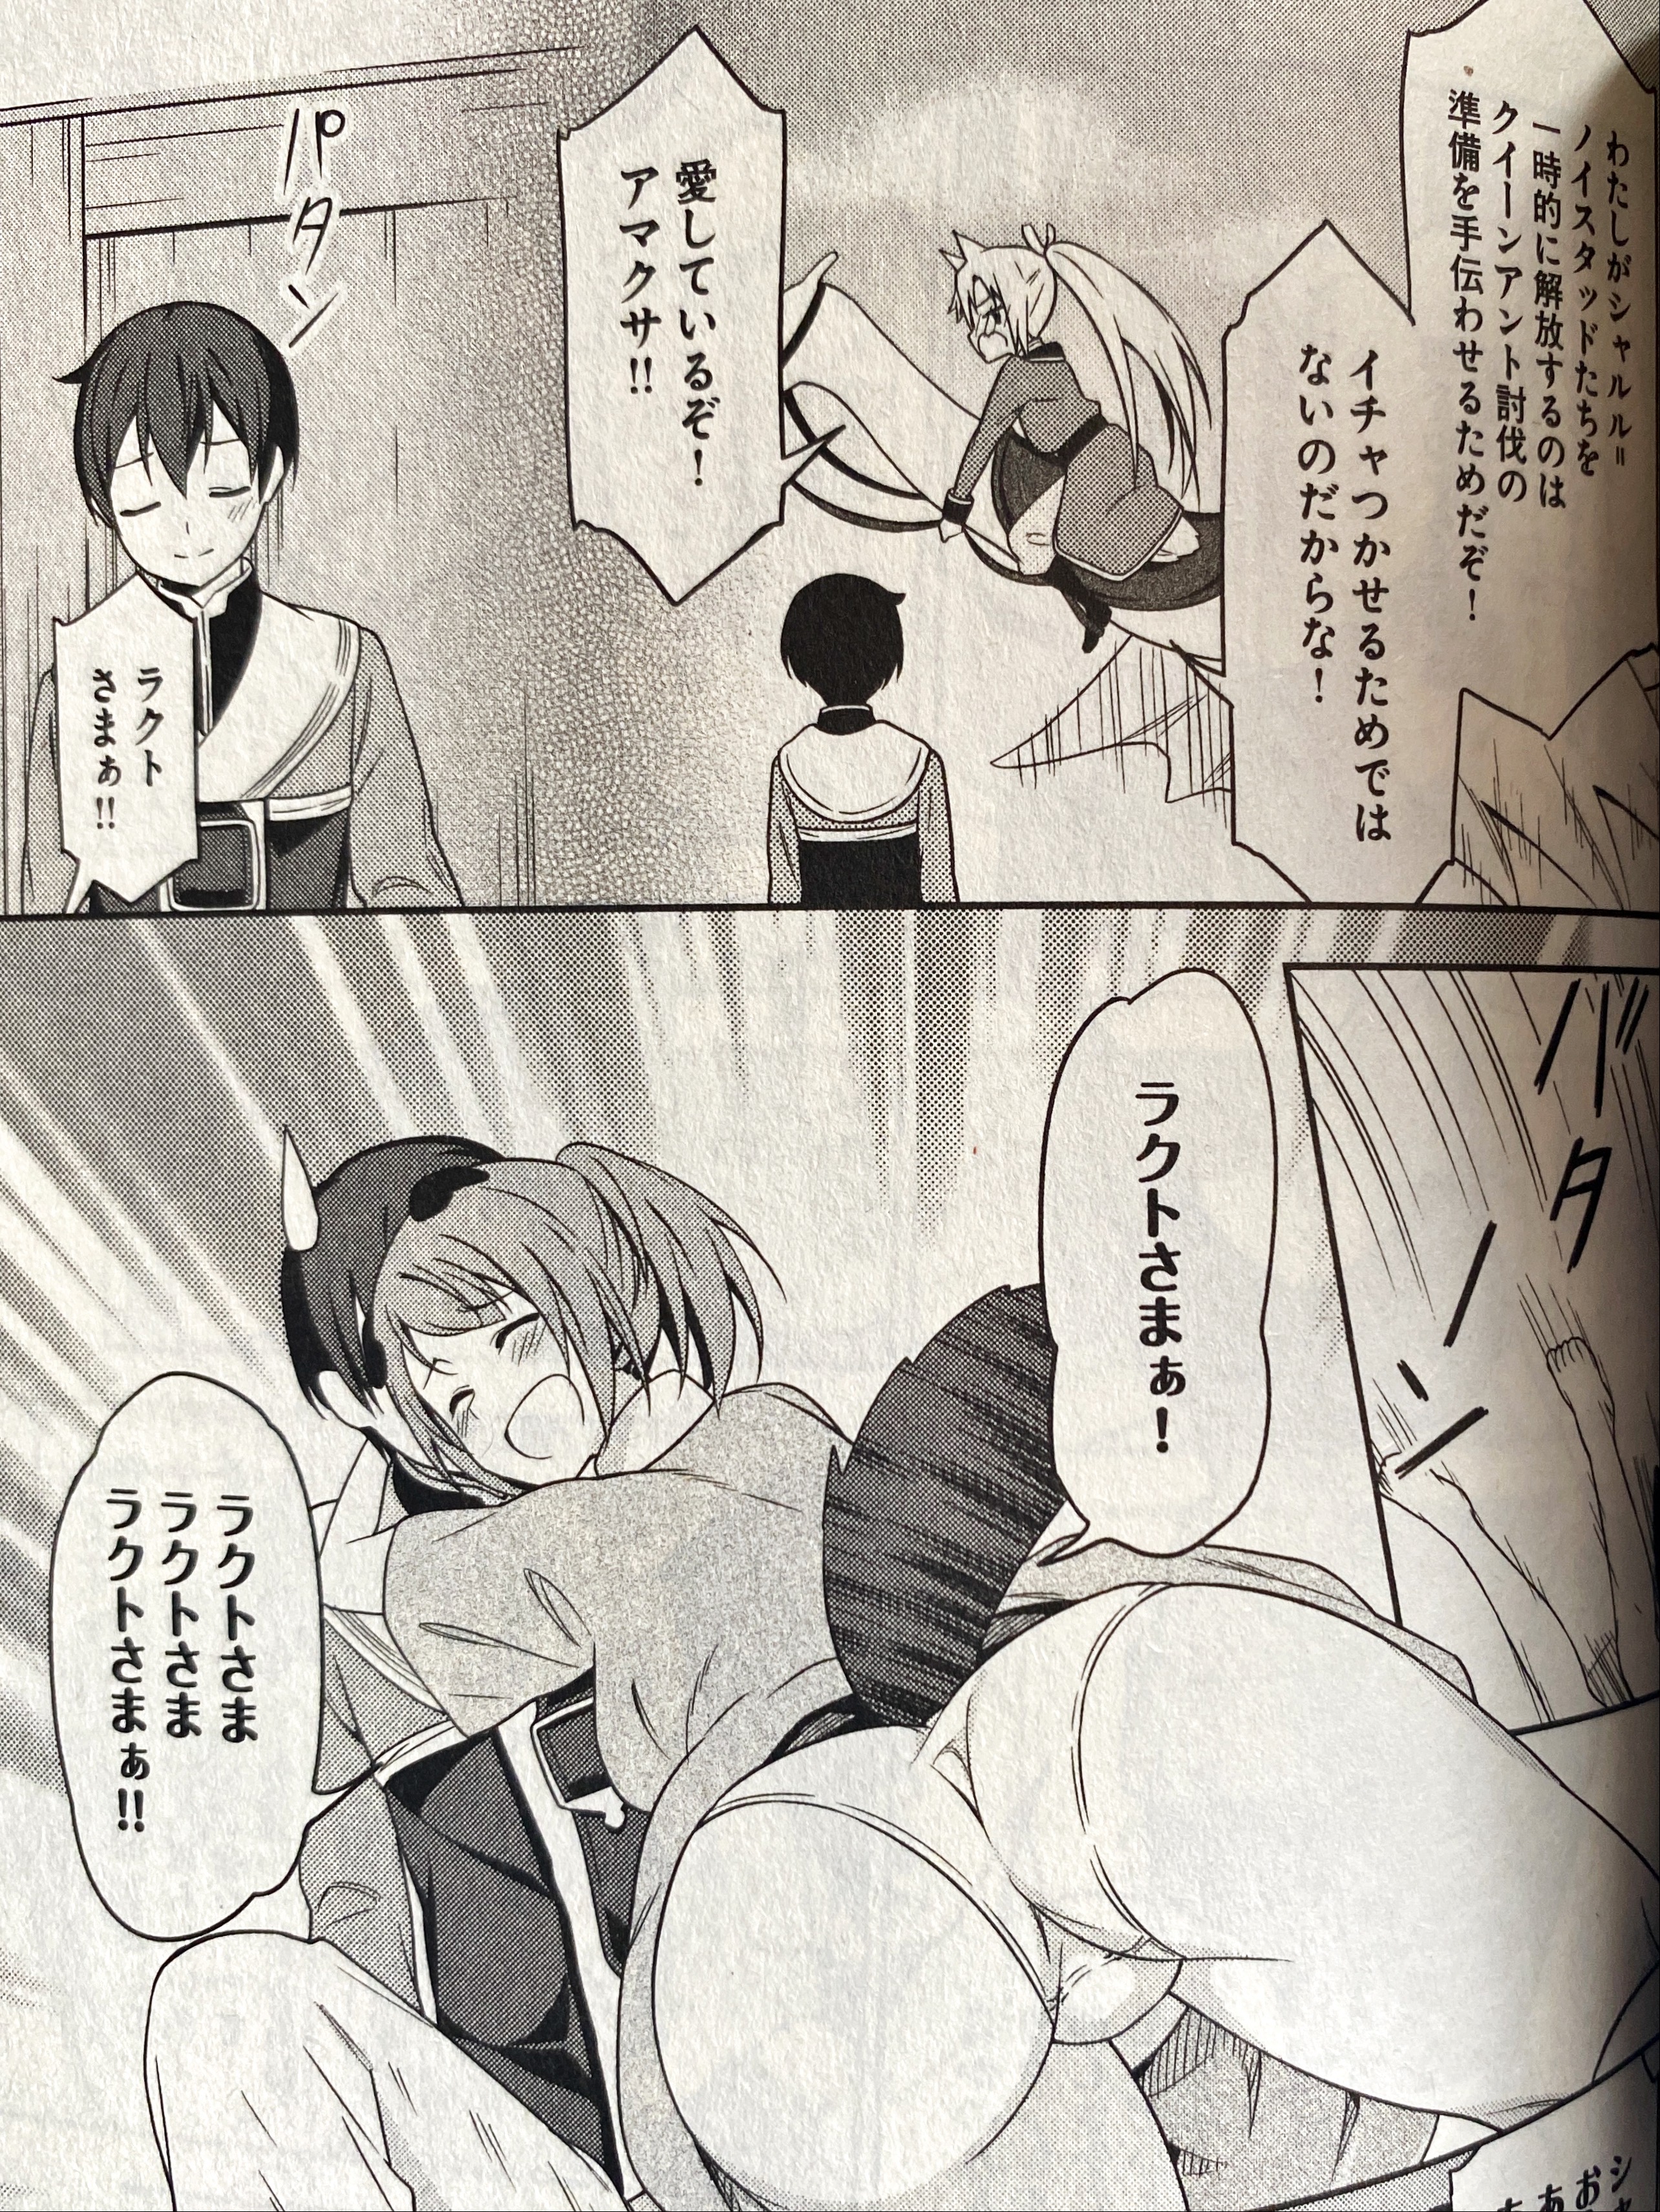 わたしがシャルル＝
ノイスタッドたちを
一時的に解放するのは
クイーンアント討伐の
準備を手伝わせるためだぞ！
イチャつかせるためでは
ないのだからな！
愛しているぞ！
アマクサ!!
パタン
ラクト
さまぁ!!
バタン
ラクトさまぁ！
ラクトさま
ラクトさま
ラクトさまぁ!!